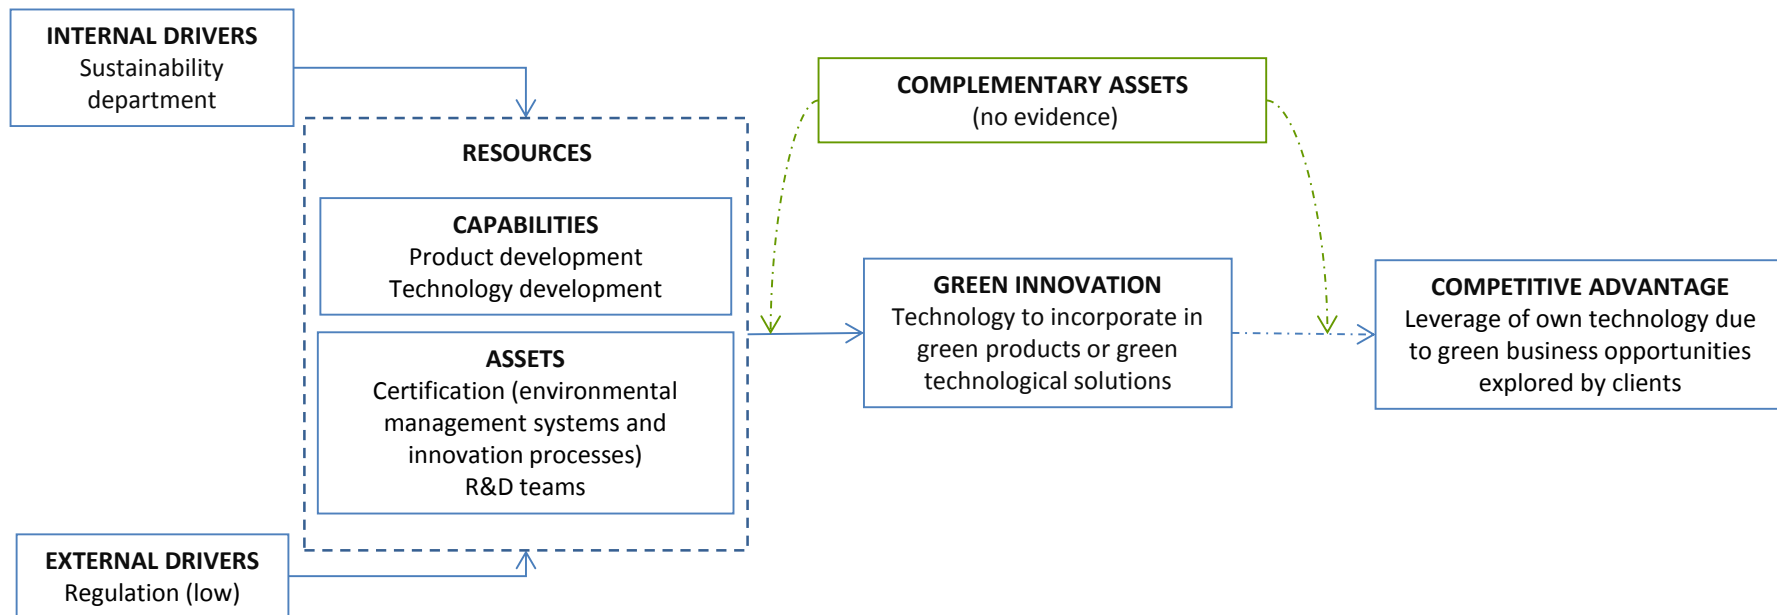 INTERNAL DRIVERS
Sustainability
department
COMPLEMENTARY ASSETS
(no evidence)
RESOURCES
CAPABILITIES
Product development
Technology development
ASSETS
Certification (environmental
management systems and
innovation processes)
R&D teams
GREEN INNOVATION
Technology to incorporate in
green products or green
technological solutions
COMPETITIVE ADVANTAGE
Leverage of own technology due
to green business opportunities
explored by clients
EXTERNAL DRIVERS
Regulation (low)